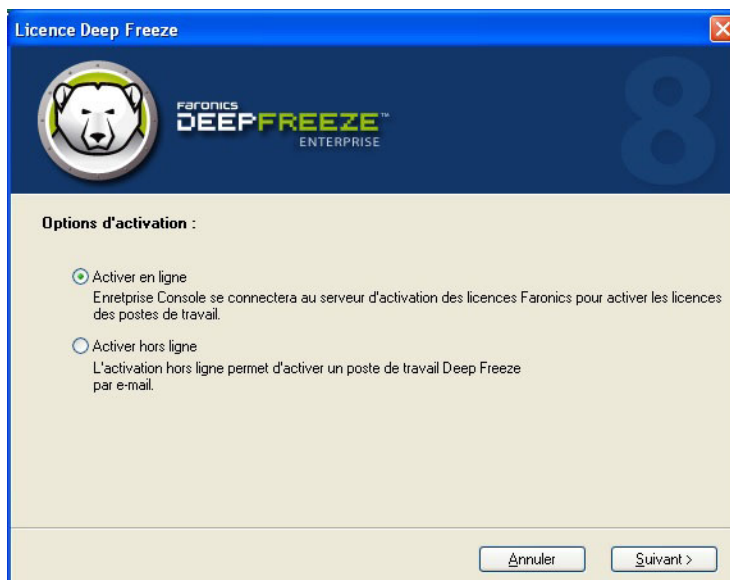 Licence Deep Freeze
Faronics
DEEPFREEZE™
ENTERPRISE
8
Options d'activation :
Activer en ligne
Enretprise Console se connectera au serveur d'activation des licences Faronics pour activer les licences
des postes de travail.
Activer hors ligne
L'activation hors ligne permet d'activer un poste de travail Deep Freeze
par e-mail.
Annuler
Suivant >